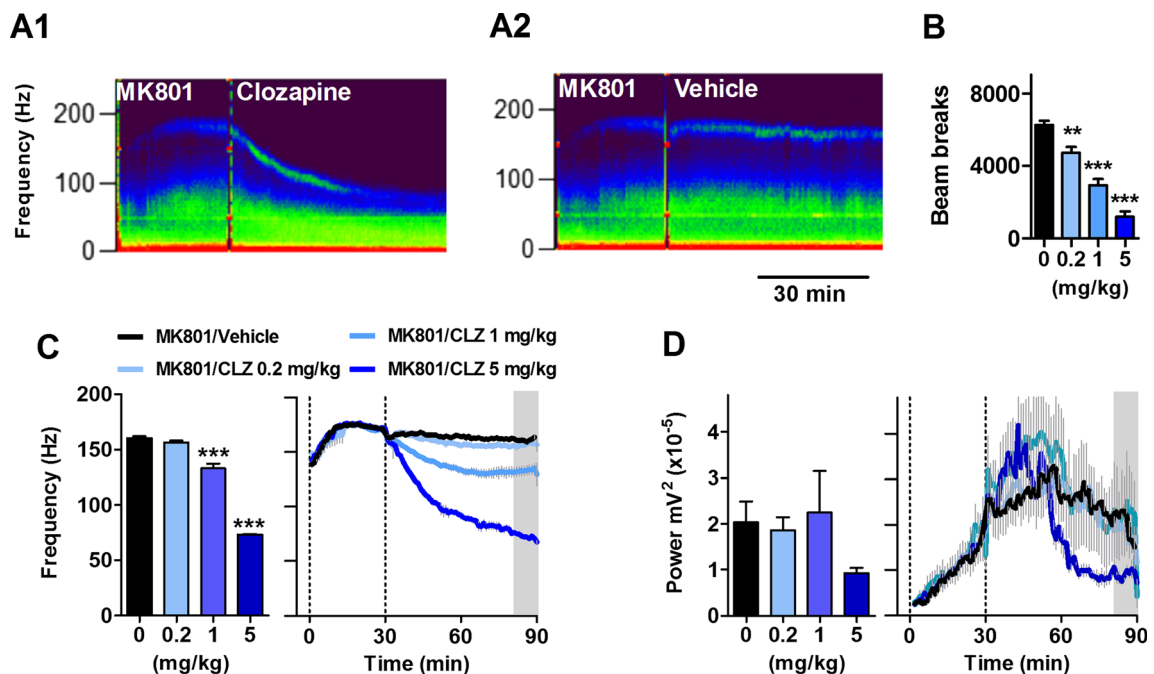 A1
A2
B
MK801 Clozapine
MK801 Vehicle
Frequency (Hz)
200
100
0
200
100
0
30 min
Beam breaks
8000
4000
0
**
***
***
0 0.2 1 5
(mg/kg)
C
MK801/Vehicle
MK801/CLZ 0.2 mg/kg
MK801/CLZ 1 mg/kg
MK801/CLZ 5 mg/kg
Frequency (Hz)
200
150
100
50
0
***
***
0 0.2 1 5
(mg/kg)
0 30 60 90
Time (min)
D
Power mV² (x10⁻⁵)
4
3
2
1
0
0 0.2 1 5
(mg/kg)
0 30 60 90
Time (min)